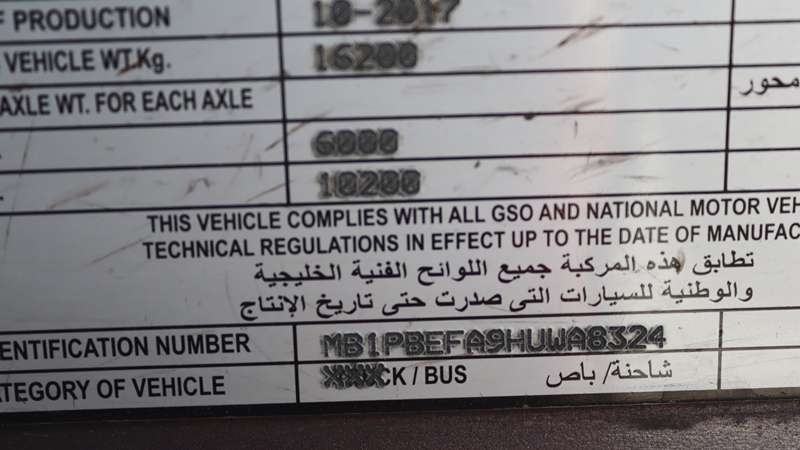 F PRODUCTION 10-2017
VEHICLE WT.Kg. 16200
AXLE WT. FOR EACH AXLE محور
6000
10200
THIS VEHICLE COMPLIES WITH ALL GSO AND NATIONAL MOTOR VEH
TECHNICAL REGULATIONS IN EFFECT UP TO THE DATE OF MANUFAC
تطابق هذه المركبة جميع اللوائح الفنية الخليجية
والوطنية للسيارات التى صدرت حتى تاريخ الإنتاج
ENTIFICATION NUMBER MB1PBEFA9HUWA8324
ATEGORY OF VEHICLE XXXCK / BUS شاحنة/ باص